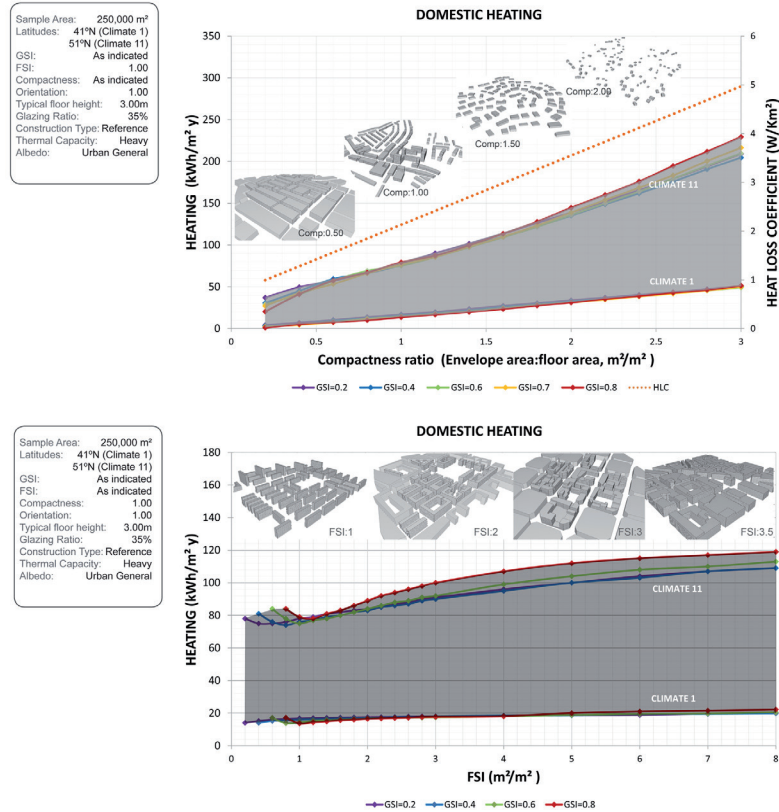 Sample Area: 250,000 m²
Latitudes: 41ºN (Climate 1)
51ºN (Climate 11)
GSI: As indicated
FSI: 1.00
Compactness: As indicated
Orientation: 1.00
Typical floor height: 3.00m
Glazing Ratio: 35%
Construction Type: Reference
Thermal Capacity: Heavy
Albedo: Urban General
DOMESTIC HEATING
HEATING (kWh/m² y)
350
300
250
200
150
100
50
0
HEAT LOSS COEFFICIENT (W/Km²)
6
5
4
3
2
1
0
Comp:2.00
Comp:1.50
Comp:1.00
Comp:0.50
CLIMATE 11
CLIMATE 1
0 0.5 1 1.5 2 2.5 3
Compactness ratio (Envelope area:floor area, m²/m² )
GSI=0.2 GSI=0.4 GSI=0.6 GSI=0.7 GSI=0.8 HLC
Sample Area: 250,000 m²
Latitudes: 41ºN (Climate 1)
51ºN (Climate 11)
GSI: As indicated
FSI: As indicated
Compactness: 1.00
Orientation: 1.00
Typical floor height: 3.00m
Glazing Ratio: 35%
Construction Type: Reference
Thermal Capacity: Heavy
Albedo: Urban General
DOMESTIC HEATING
HEATING (kWh/m² y)
180
160
140
120
100
80
60
40
20
0
FSI:1 FSI:2 FSI:3 FSI:3.5
CLIMATE 11
CLIMATE 1
0 1 2 3 4 5 6 7 8
FSI (m²/m² )
GSI=0.2 GSI=0.4 GSI=0.6 GSI=0.8